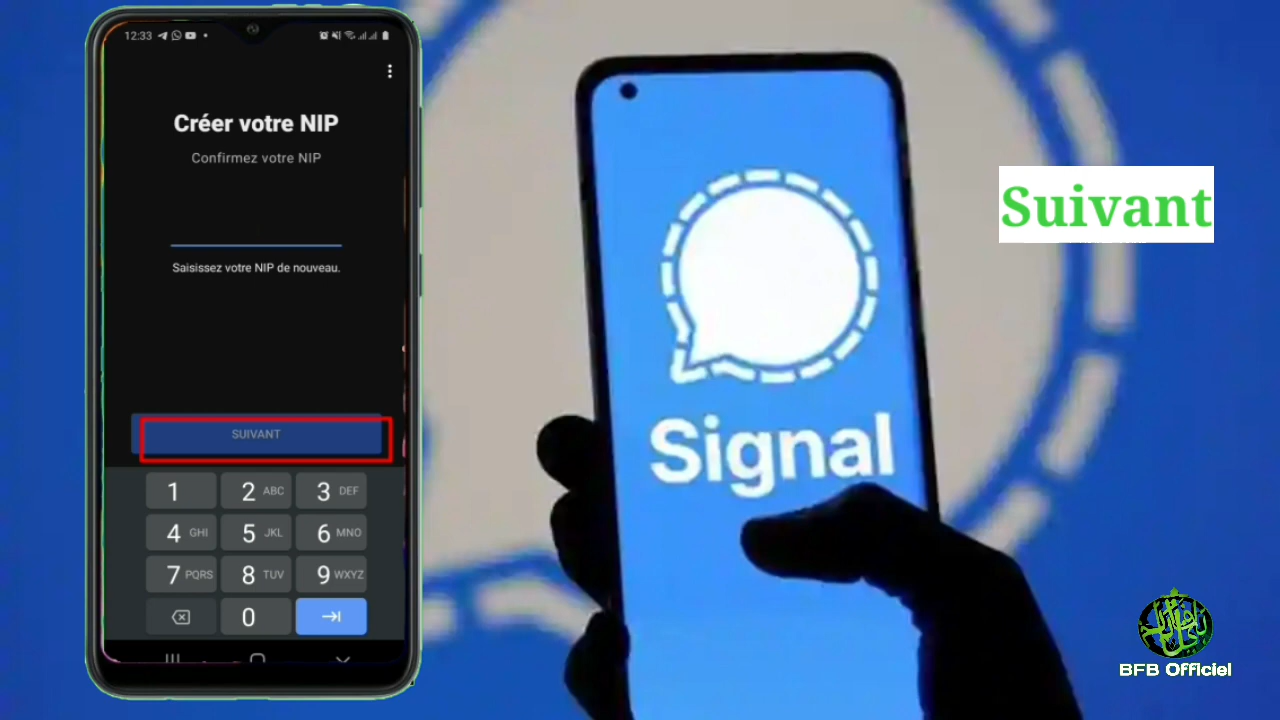 12:33
Créer votre NIP
Confirmez votre NIP
Saisissez votre NIP de nouveau.
SUIVANT
1
2 ABC
3 DEF
4 GHI
5 JKL
6 MNO
7 PQRS
8 TUV
9 WXYZ
0
Signal
Suivant
BFB Officiel